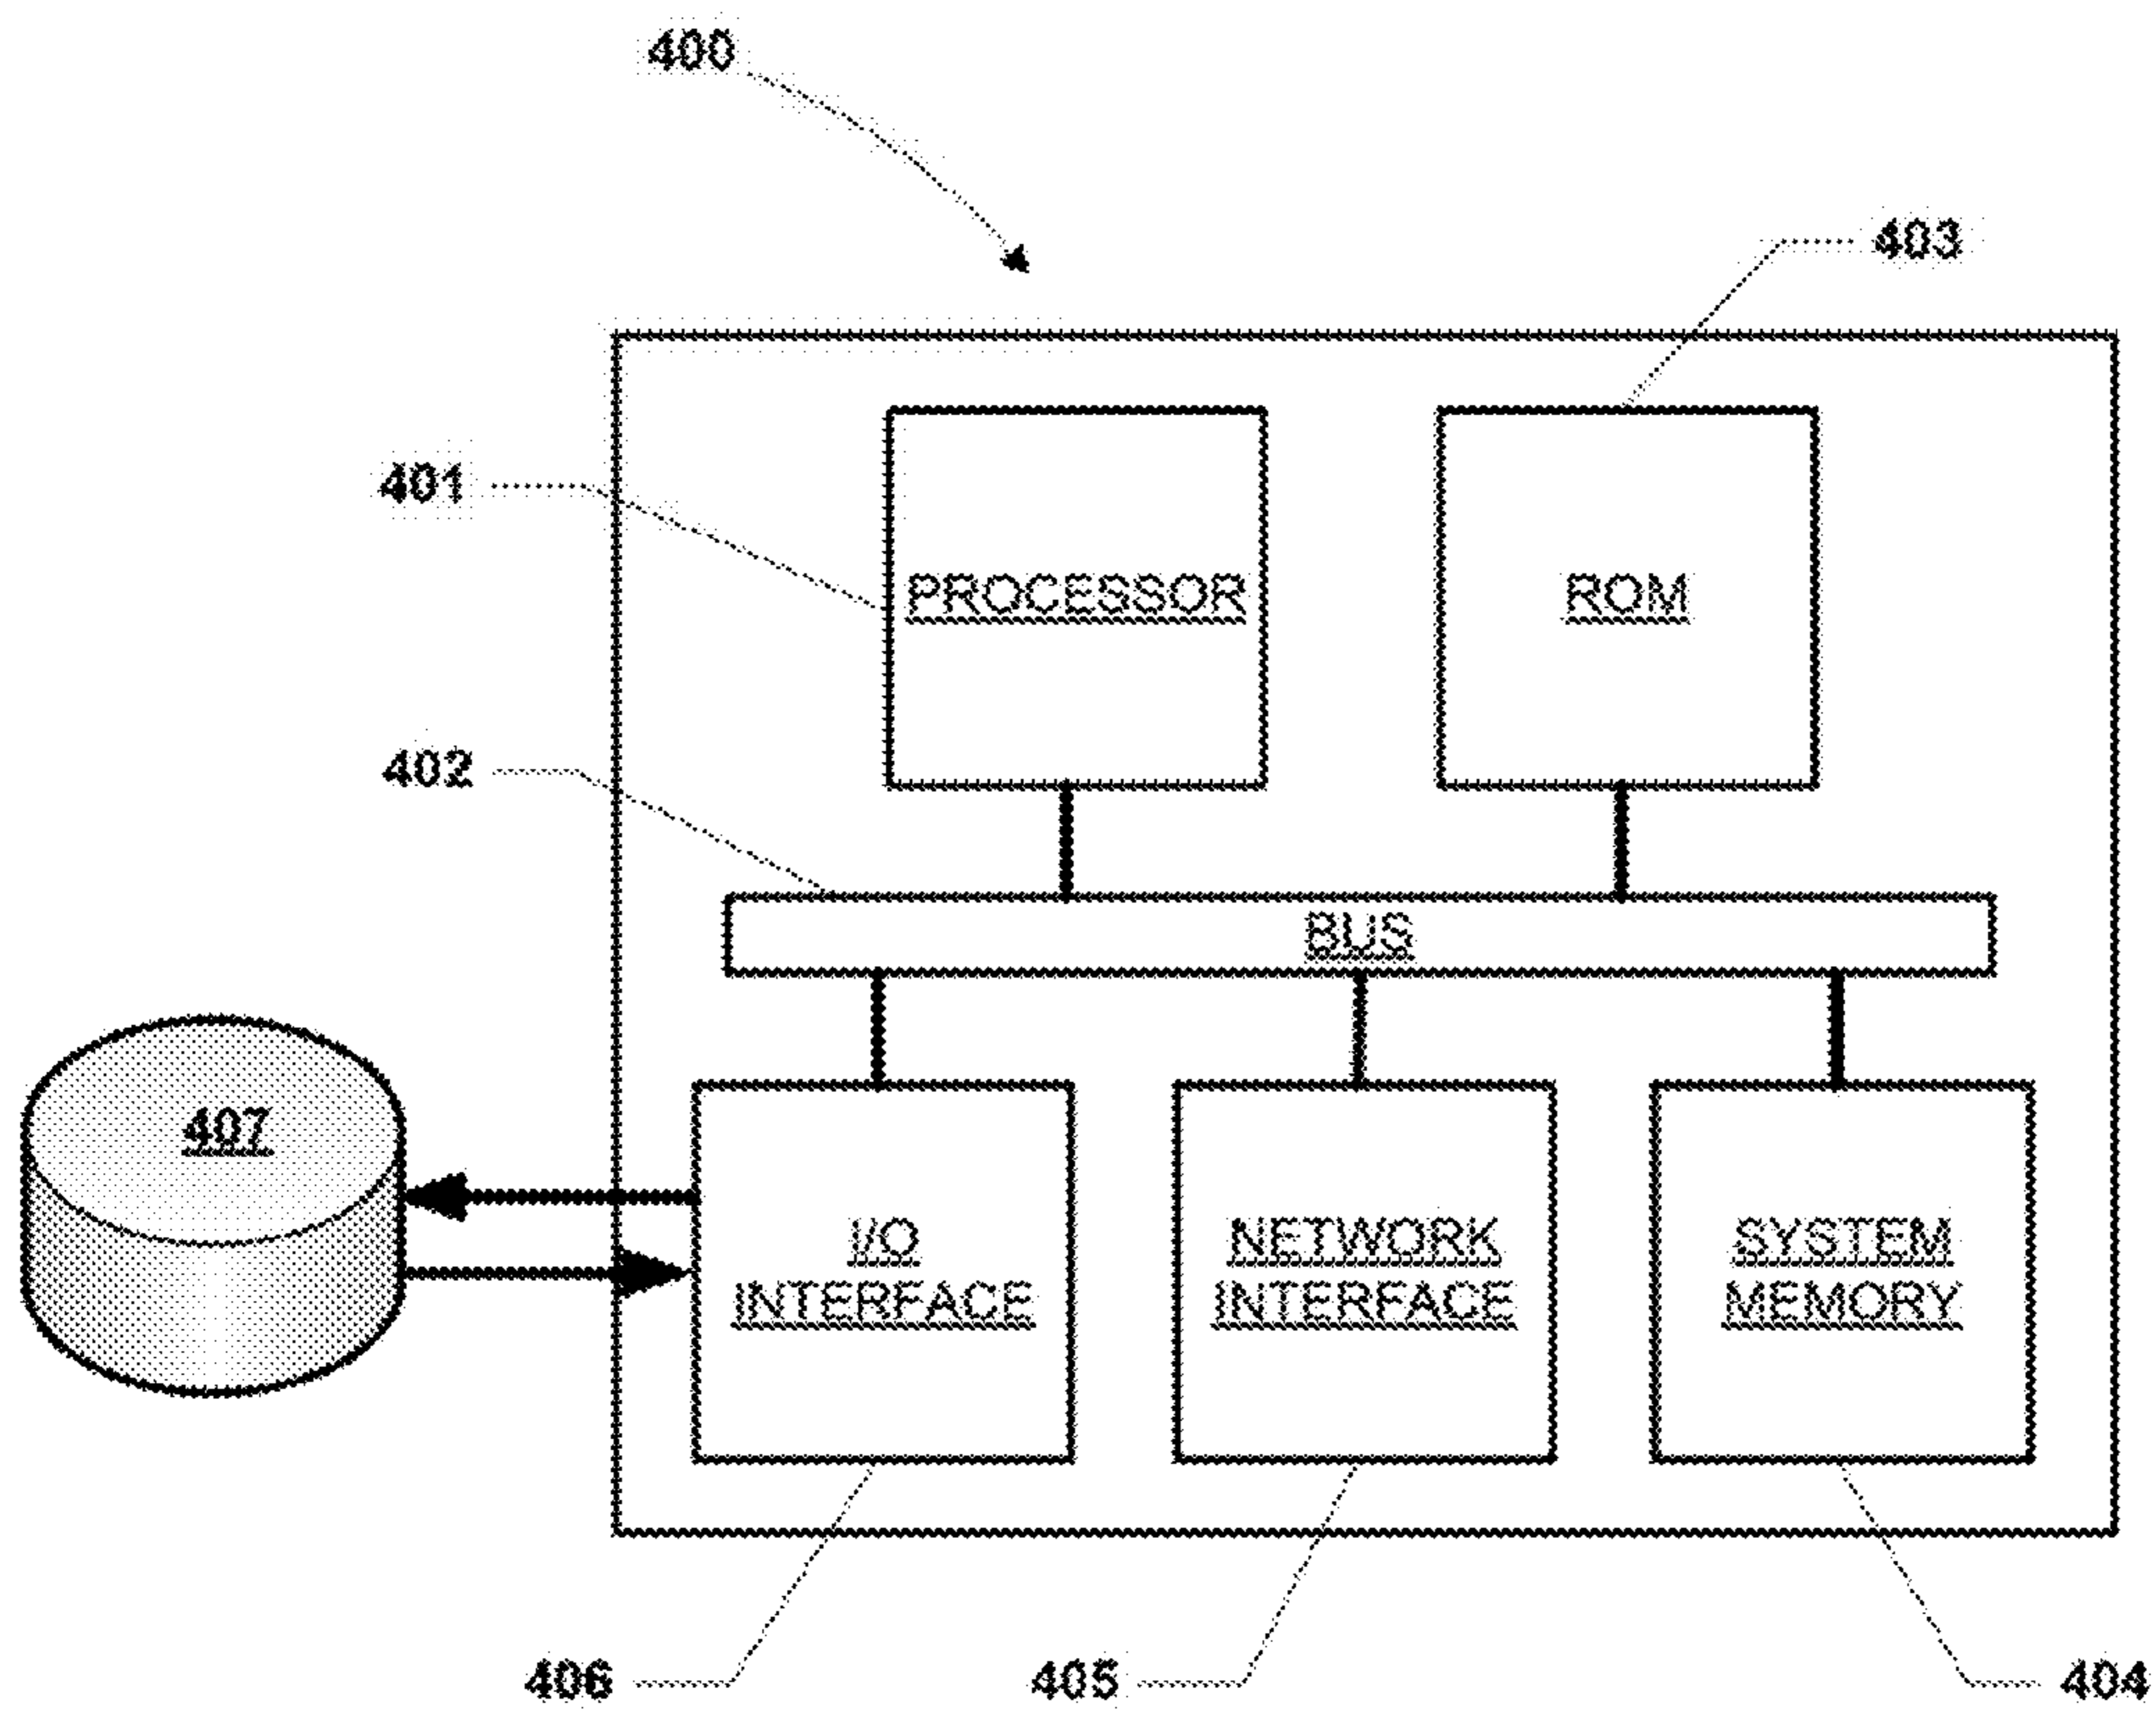 400
403
401
PROCESSOR
ROM
402
BUS
407
I/O
INTERFACE
NETWORK
INTERFACE
SYSTEM
MEMORY
406
405
404